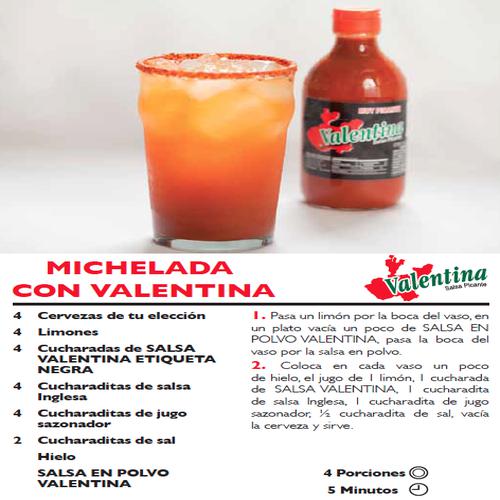 MUY PICANTE
Valentina
Salsa Picante
MICHELADA
CON VALENTINA
Valentina
Salsa Picante
4 Cervezas de tu elección
4 Limones
4 Cucharadas de SALSA
VALENTINA ETIQUETA
NEGRA
4 Cucharaditas de salsa
Inglesa
4 Cucharaditas de jugo
sazonador
2 Cucharaditas de sal
Hielo
SALSA EN POLVO
VALENTINA
1. Pasa un limón por la boca del vaso, en
un plato vacía un poco de SALSA EN
POLVO VALENTINA, pasa la boca del
vaso por la salsa en polvo.
2. Coloca en cada vaso un poco
de hielo, el jugo de 1 limón, 1 cucharada
de SALSA VALENTINA, 1 cucharadita
de salsa Inglesa, 1 cucharadita de jugo
sazonador, ½ cucharadita de sal, vacía
la cerveza y sirve.
4 Porciones
5 Minutos